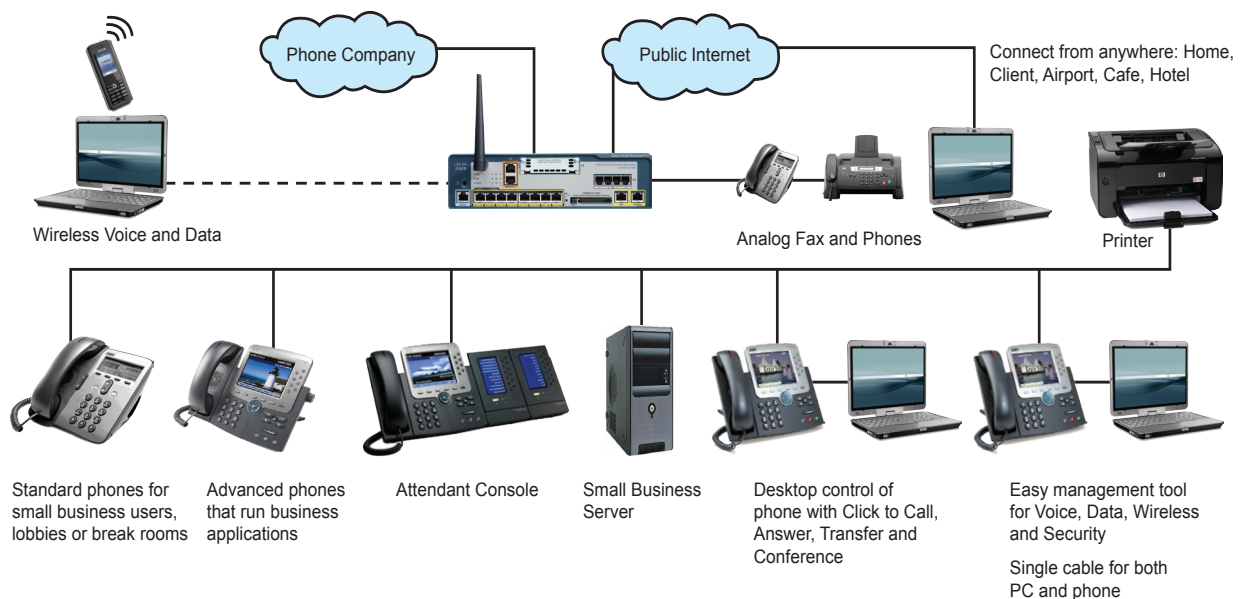 Phone Company
Public Internet
Connect from anywhere: Home,
Client, Airport, Cafe, Hotel
Wireless Voice and Data
Analog Fax and Phones
Printer
Standard phones for
small business users,
lobbies or break rooms
Advanced phones
that run business
applications
Attendant Console
Small Business
Server
Desktop control of
phone with Click to Call,
Answer, Transfer and
Conference
Easy management tool
for Voice, Data, Wireless
and Security
Single cable for both
PC and phone